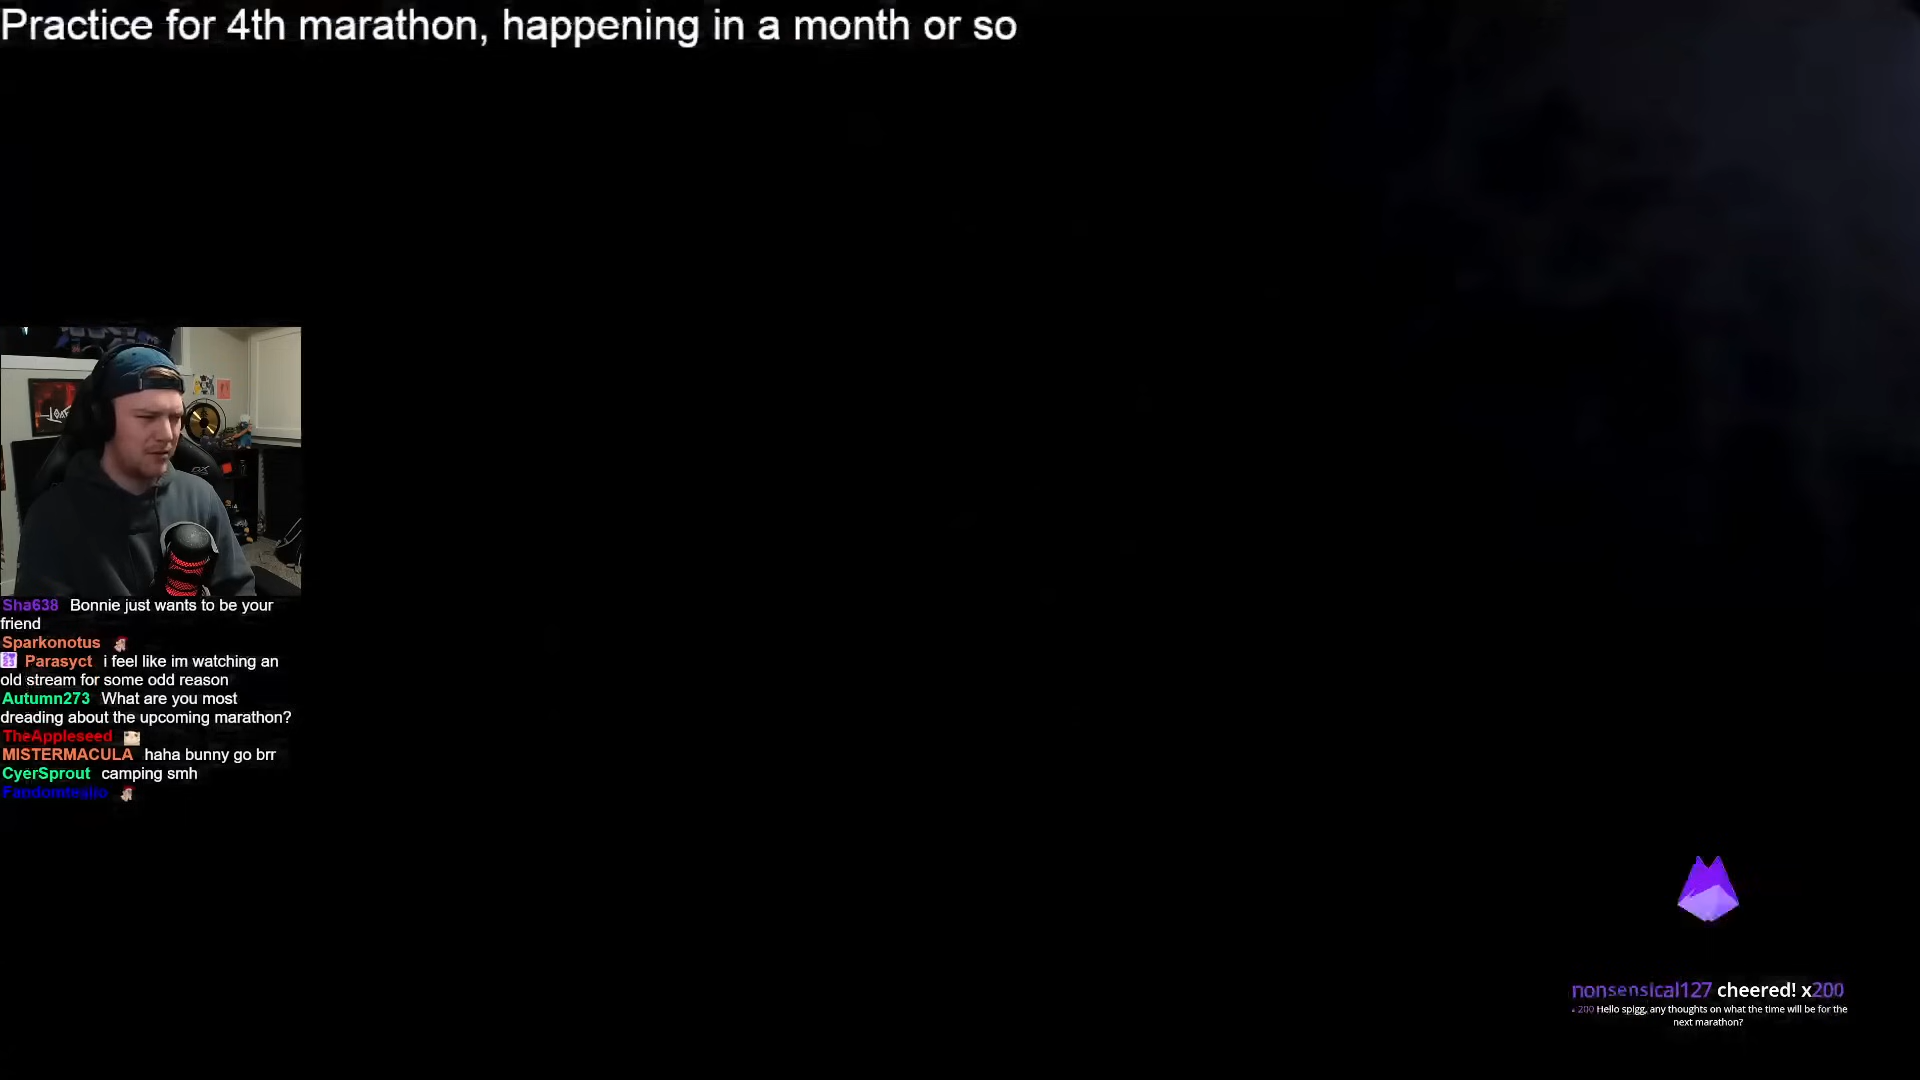 Practice for 4th marathon, happening in a month or so
Sha638 Bonnie just wants to be your
friend
Sparkonotus
Parasyct i feel like im watching an
old stream for some odd reason
Autumn273 What are you most
dreading about the upcoming marathon?
TheAppleseed
MISTERMACULA haha bunny go brr
CyerSprout camping smh
nonsensical127 cheered! x200
200 Hello spigg, any thoughts on what the time will be for the
next marathon?